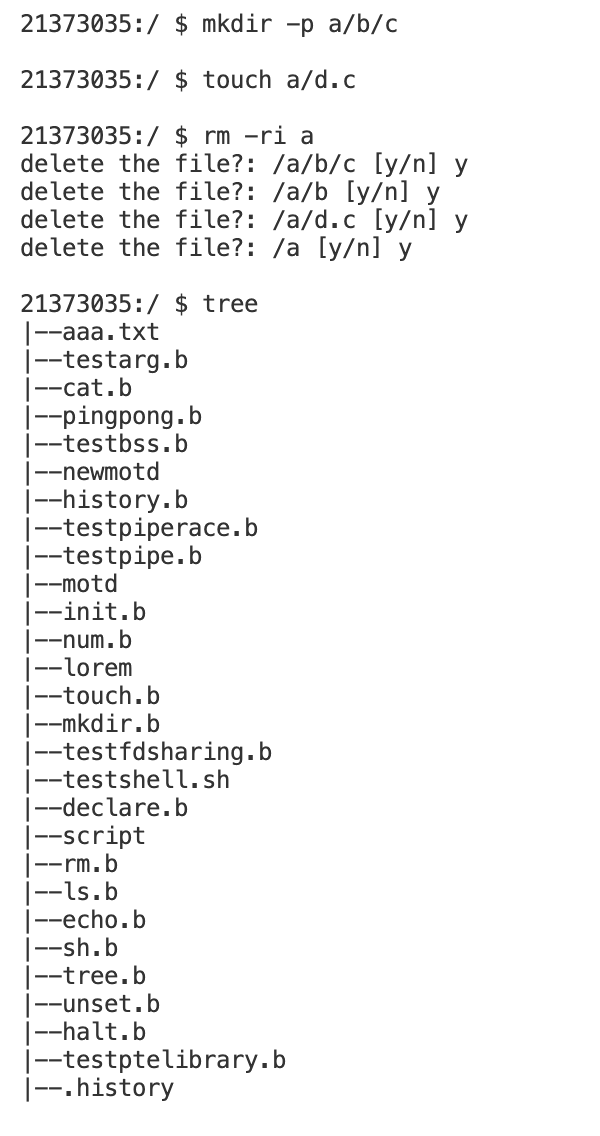 21373035:/ $ mkdir -p a/b/c
21373035:/ $ touch a/d.c
21373035:/ $ rm -ri a
delete the file?: /a/b/c [y/n] y
delete the file?: /a/b [y/n] y
delete the file?: /a/d.c [y/n] y
delete the file?: /a [y/n] y
21373035:/ $ tree
|--aaa.txt
|--testarg.b
|--cat.b
|--pingpong.b
|--testbss.b
|--newmotd
|--history.b
|--testpiperace.b
|--testpipe.b
|--motd
|--init.b
|--num.b
|--lorem
|--touch.b
|--mkdir.b
|--testfdsharing.b
|--testshell.sh
|--declare.b
|--script
|--rm.b
|--ls.b
|--echo.b
|--sh.b
|--tree.b
|--unset.b
|--halt.b
|--testptelibrary.b
|--.history